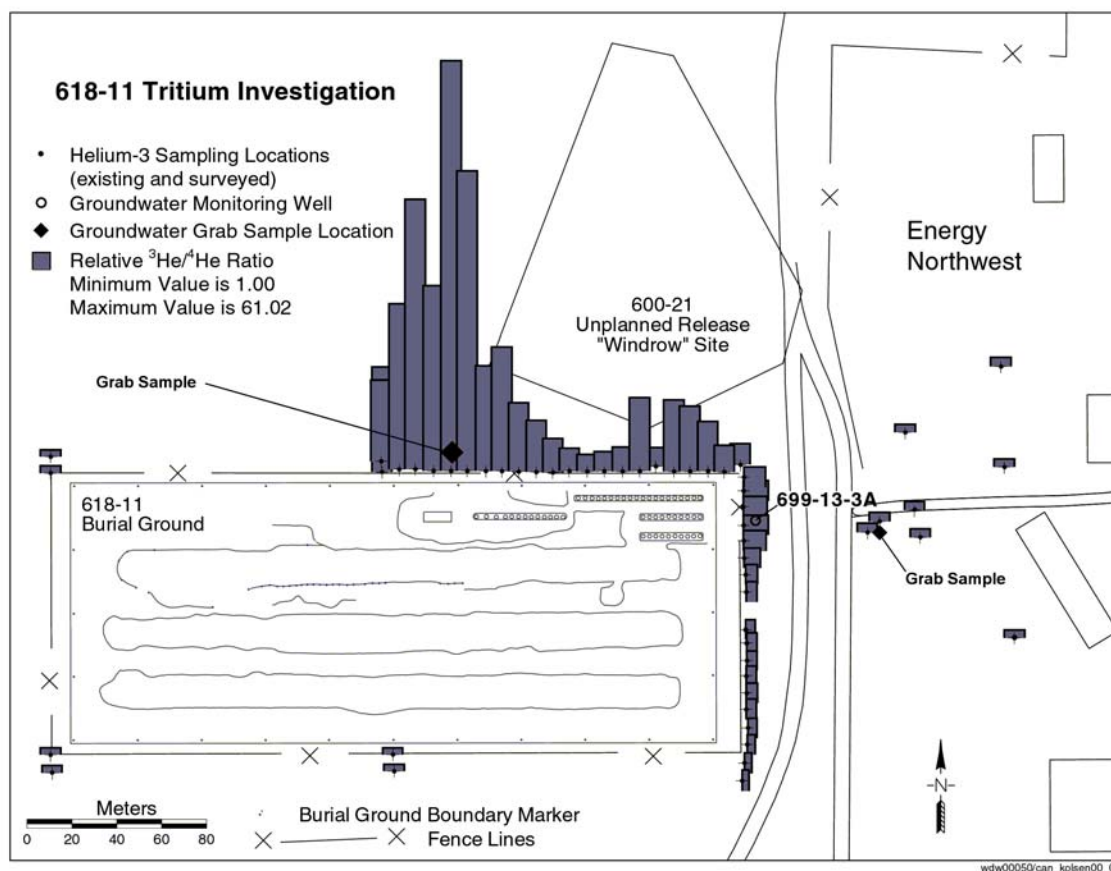 618-11 Tritium Investigation
Helium-3 Sampling Locations
(existing and surveyed)
Groundwater Monitoring Well
Groundwater Grab Sample Location
Relative ³He/⁴He Ratio
Minimum Value is 1.00
Maximum Value is 61.02
Energy
Northwest
600-21
Unplanned Release
"Windrow" Site
Grab Sample
618-11
Burial Ground
699-13-3A
Grab Sample
Meters
0 20 40 60 80
Burial Ground Boundary Marker
Fence Lines
-N-